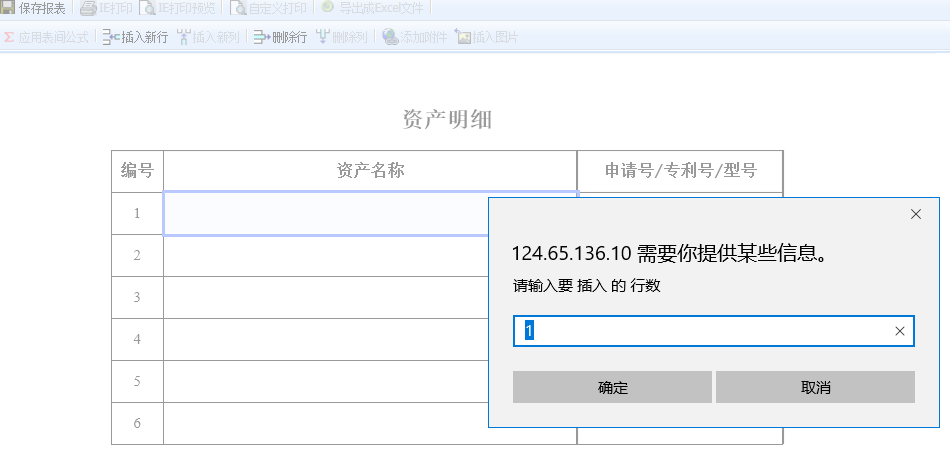 保存报表 IE打印 IE打印预览 自定义打印 导出成Excel文件
Σ 应用表间公式 插入新行 插入新列 删除行 删除列 添加附件 插入图片
资产明细
编号 资产名称 申请号/专利号/型号
1
124.65.136.10 需要你提供某些信息。
2
请输入要 插入 的 行数
3
1
4
5
确定 取消
6